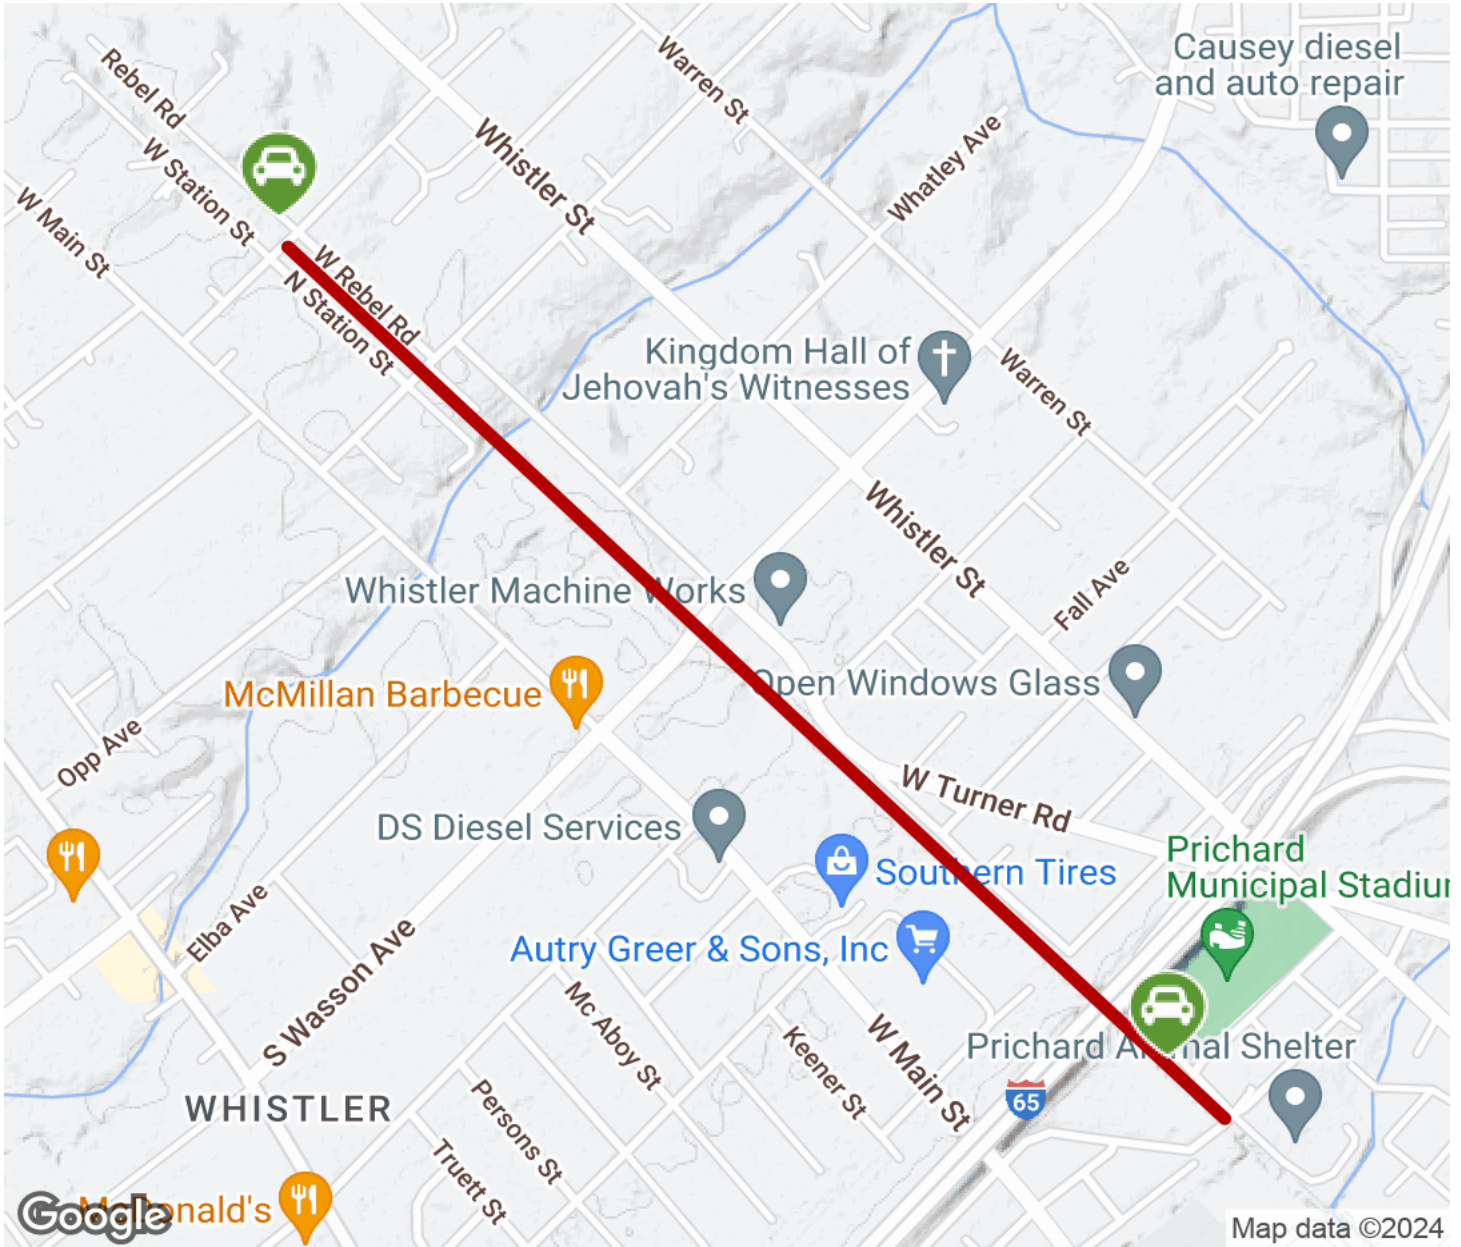 Causey diesel
and auto repair
Warren St
Rebel Rd
Whistler St
Whatley Ave
W Station St
W Main St
W Rebel Rd
N Station St
Kingdom Hall of
Jehovah's Witnesses
Warren St
Whistler St
Fall Ave
Whistler Machine Works
Open Windows Glass
McMillan Barbecue
Opp Ave
W Turner Rd
DS Diesel Services
Prichard
Municipal Stadiu
Southern Tires
Elba Ave
Autry Greer & Sons, Inc
S Wasson Ave
Mc Aboy St
Keener St
W Main St
Prichard Animal Shelter
65
WHISTLER
Persons St
Truett St
McDonald's
Google
Map data ©2024